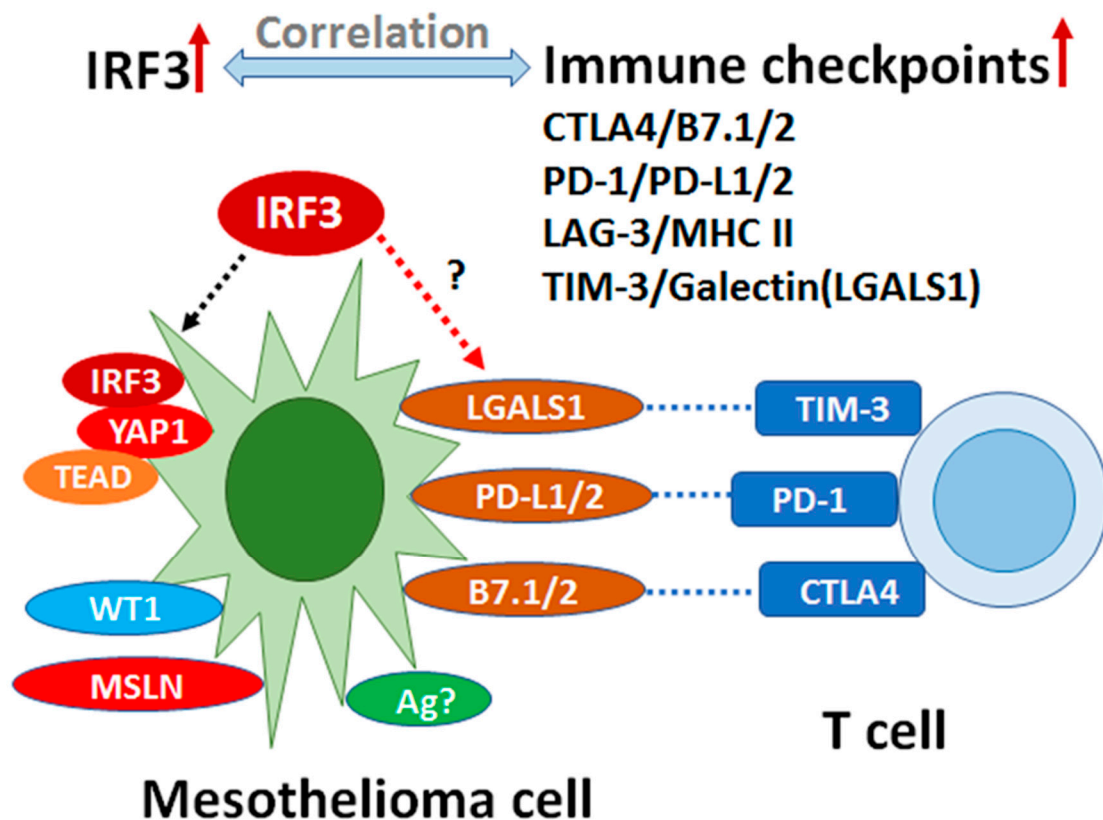 Correlation
IRF3
Immune checkpoints
CTLA4/B7.1/2
PD-1/PD-L1/2
LAG-3/MHC II
TIM-3/Galectin(LGALS1)
IRF3
?
IRF3
YAP1
TEAD
LGALS1
TIM-3
PD-L1/2
PD-1
B7.1/2
CTLA4
WT1
MSLN
Ag?
T cell
Mesothelioma cell